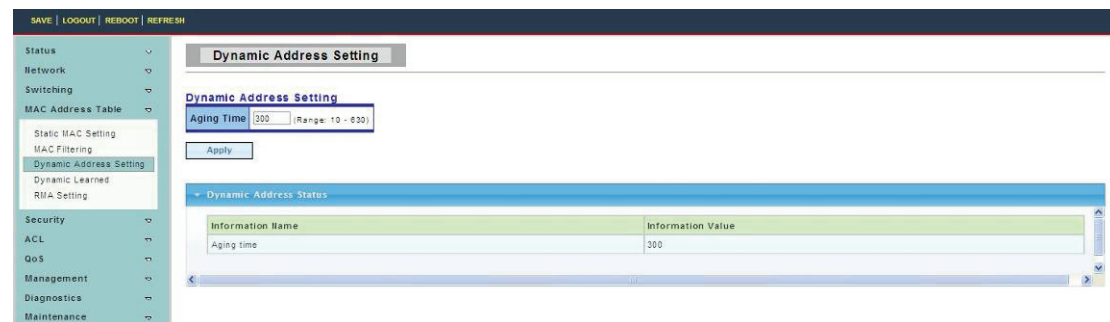 SAVE | LOGOUT | REBOOT | REFRESH
Status
Network
Switching
MAC Address Table
Static MAC Setting
MAC Filtering
Dynamic Address Setting
Dynamic Learned
RMA Setting
Security
ACL
QoS
Management
Diagnostics
Maintenance
Dynamic Address Setting
Dynamic Address Setting
Aging Time 300 (Range: 10 - 630)
Apply
Dynamic Address Status
Information Name Information Value
Aging time 300